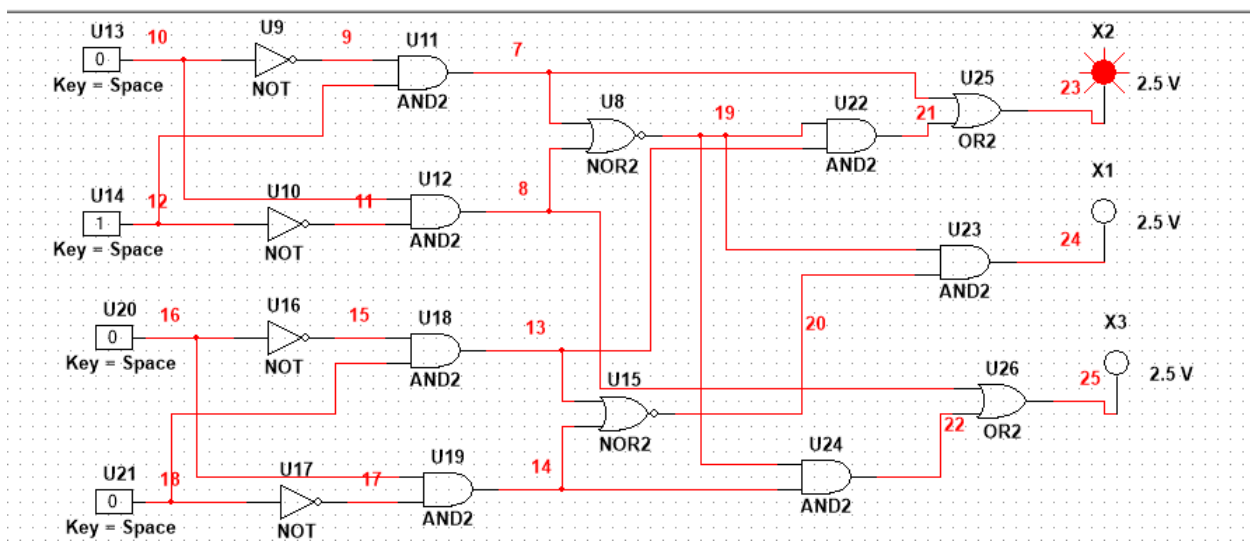 U13
0
Key = Space
10
U9
NOT
9
U11
AND2
7
U8
NOR2
19
U22
AND2
21
U25
OR2
23
X2
2.5 V
U14
1
Key = Space
12
U10
NOT
11
U12
AND2
8
U23
AND2
24
X1
2.5 V
U20
0
Key = Space
16
U16
NOT
15
U18
AND2
13
U15
NOR2
20
U26
OR2
25
X3
2.5 V
U21
0
Key = Space
18
U17
NOT
17
U19
AND2
14
U24
AND2
22